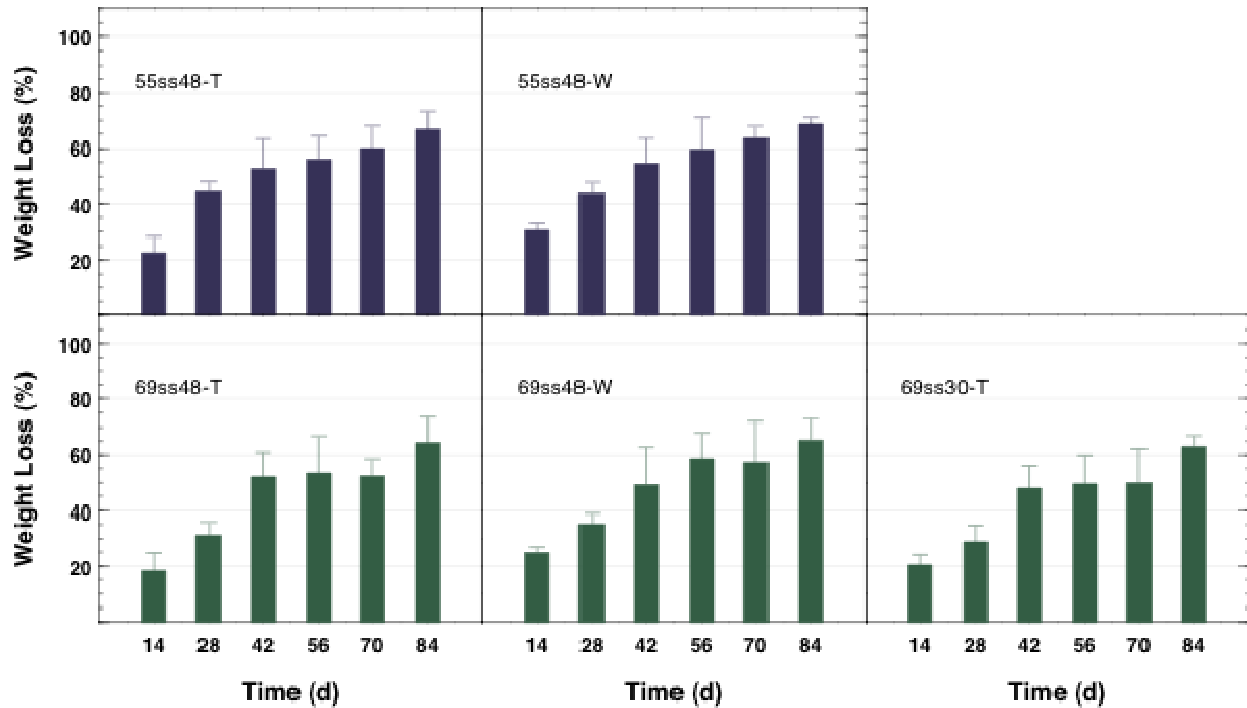 Weight Loss (%)
100
80
60
40
20
55ss48-T
55ss48-W
Weight Loss (%)
100
80
60
40
20
69ss48-T
69ss48-W
69ss30-T
14 28 42 56 70 84
14 28 42 56 70 84
14 28 42 56 70 84
Time (d)
Time (d)
Time (d)